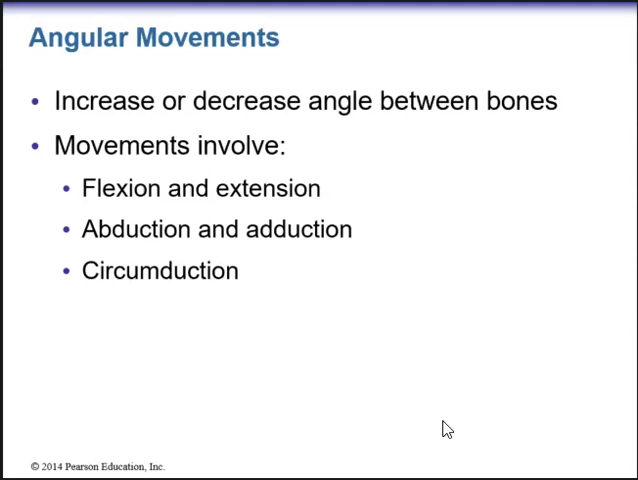 Angular Movements
• Increase or decrease angle between bones
• Movements involve:
• Flexion and extension
• Abduction and adduction
• Circumduction
© 2014 Pearson Education, Inc.